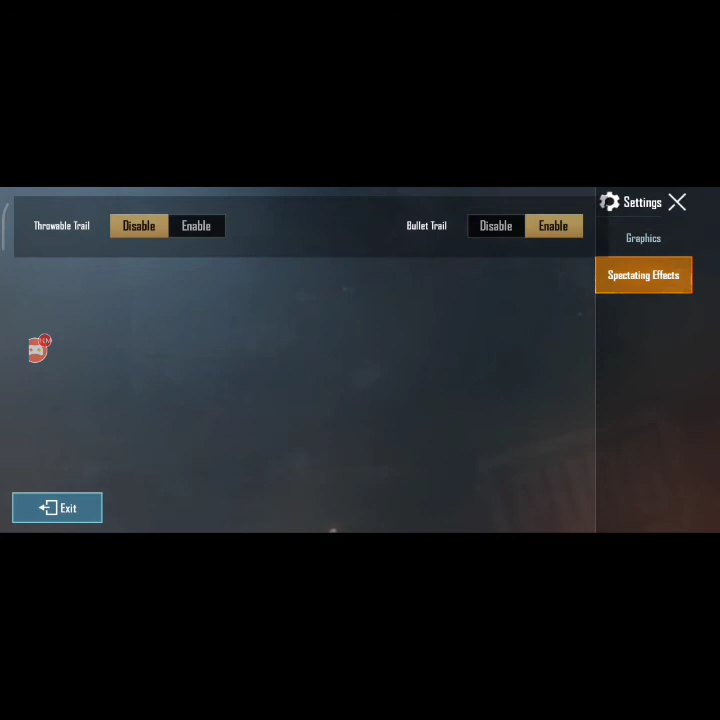 Settings
Throwable Trail Disable Enable Bullet Trail Disable Enable
Graphics
Spectating Effects
Exit